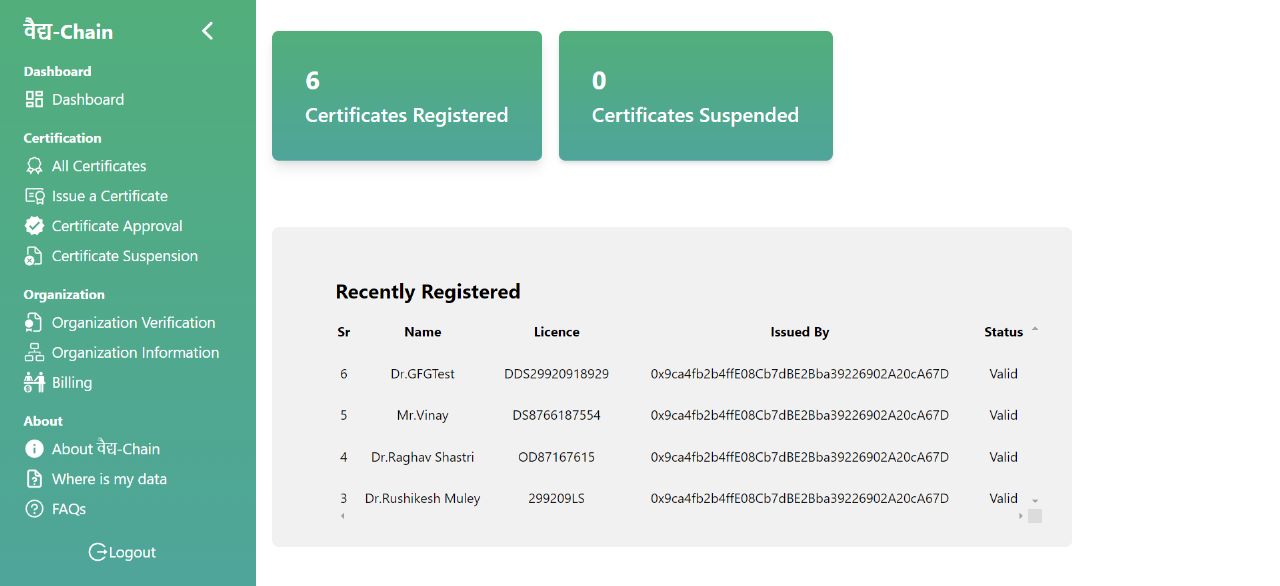 वैद्य-Chain
Dashboard
Dashboard
Certification
All Certificates
Issue a Certificate
Certificate Approval
Certificate Suspension
Organization
Organization Verification
Organization Information
Billing
About
About वैद्य-Chain
Where is my data
FAQs
Logout
6
Certificates Registered
0
Certificates Suspended
Recently Registered
Sr Name Licence Issued By Status
6 Dr.GFGTest DDS29920918929 0x9ca4fb2b4ffE08Cb7dBE2Bba39226902A20cA67D Valid
5 Mr.Vinay DS8766187554 0x9ca4fb2b4ffE08Cb7dBE2Bba39226902A20cA67D Valid
4 Dr.Raghav Shastri OD87167615 0x9ca4fb2b4ffE08Cb7dBE2Bba39226902A20cA67D Valid
3 Dr.Rushikesh Muley 299209LS 0x9ca4fb2b4ffE08Cb7dBE2Bba39226902A20cA67D Valid